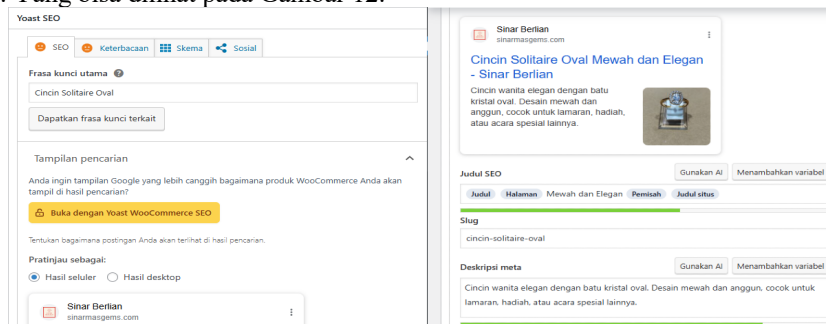 . Yang bisa dilihat pada Gambar 12.
Yoast SEO
SEO
Keterbacaan
Skema
Sosial
Frasa kunci utama
Cincin Solitaire Oval
Dapatkan frasa kunci terkait
Tampilan pencarian
Anda ingin tampilan Google yang lebih canggih bagaimana produk WooCommerce Anda akan
tampil di hasil pencarian?
Buka dengan Yoast WooCommerce SEO
Tentukan bagaimana postingan Anda akan terlihat di hasil pencarian.
Pratinjau sebagai:
Hasil seluler
Hasil desktop
Sinar Berlian
sinarmasgems.com
Sinar Berlian
sinarmasgems.com
Cincin Solitaire Oval Mewah dan Elegan
- Sinar Berlian
Cincin wanita elegan dengan batu
kristal oval. Desain mewah dan
anggun, cocok untuk lamaran, hadiah,
atau acara spesial lainnya.
Judul SEO
Gunakan AI
Menambahkan variabel
Judul Halaman Mewah dan Elegan Pemisah Judul situs
Slug
cincin-solitaire-oval
Deskripsi meta
Gunakan AI
Menambahkan variabel
Cincin wanita elegan dengan batu kristal oval. Desain mewah dan anggun, cocok untuk
lamaran, hadiah, atau acara spesial lainnya.